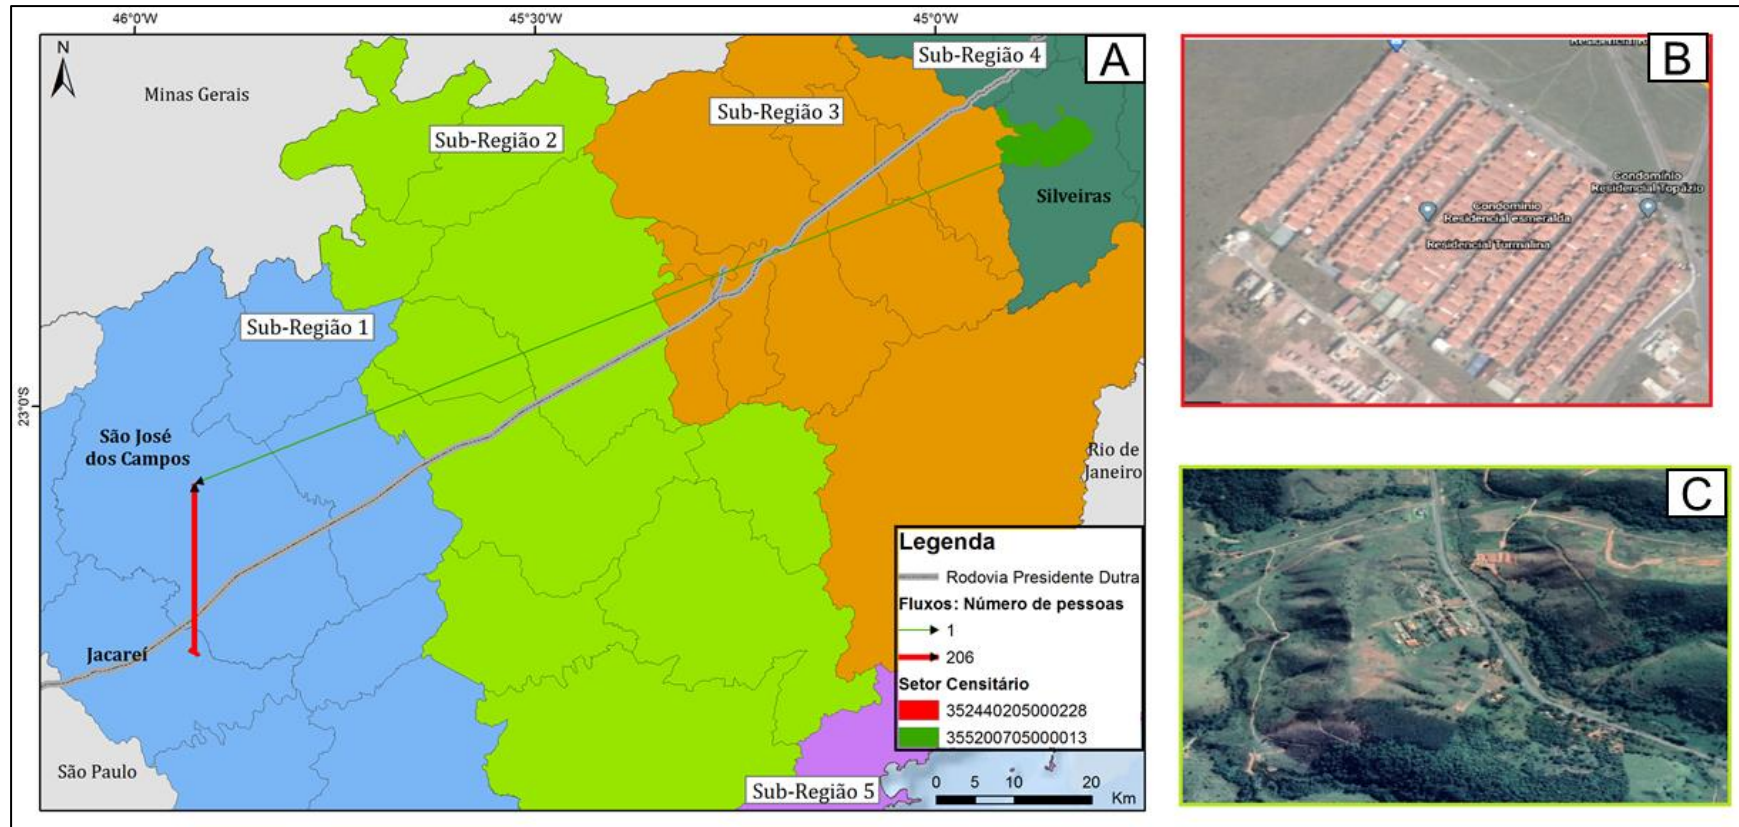 46°0'W
45°30'W
45°0'W
23°0'S
N
A
Minas Gerais
Sub-Região 4
Sub-Região 3
Sub-Região 2
Silveiras
Sub-Região 1
São José
dos Campos
Rio de
Janeiro
Jacareí
São Paulo
Sub-Região 5
Legenda
Rodovia Presidente Dutra
Fluxos: Número de pessoas
1
206
Setor Censitário
352440205000228
355200705000013
0 5 10 20
Km
B
Condomínio
Residencial Topázio
Condomínio
Residencial esmeralda
Residencial Turmalina
C